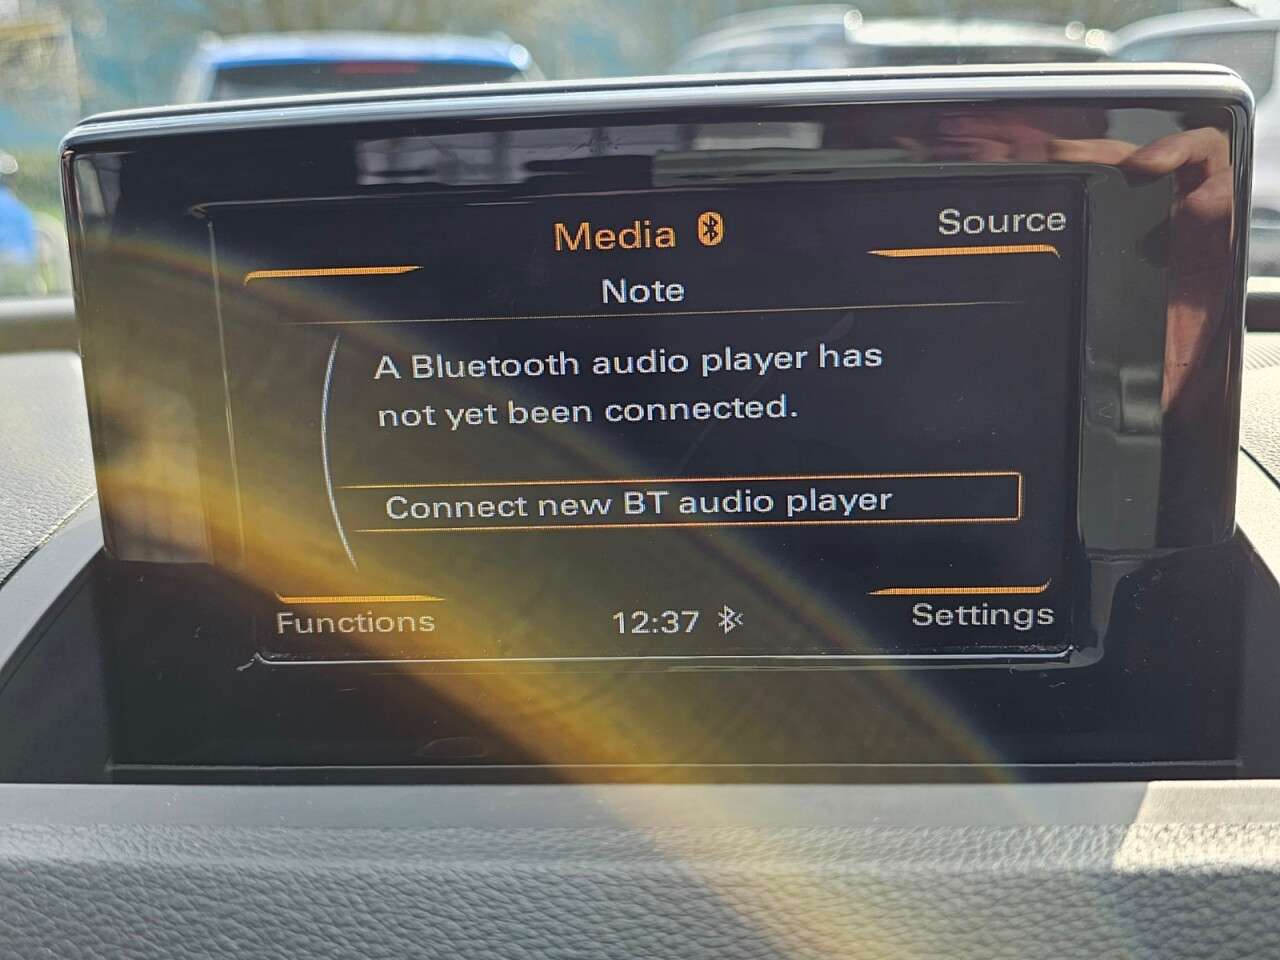 Media
Source
Note
A Bluetooth audio player has
not yet been connected.
Connect new BT audio player
Functions
12:37
Settings